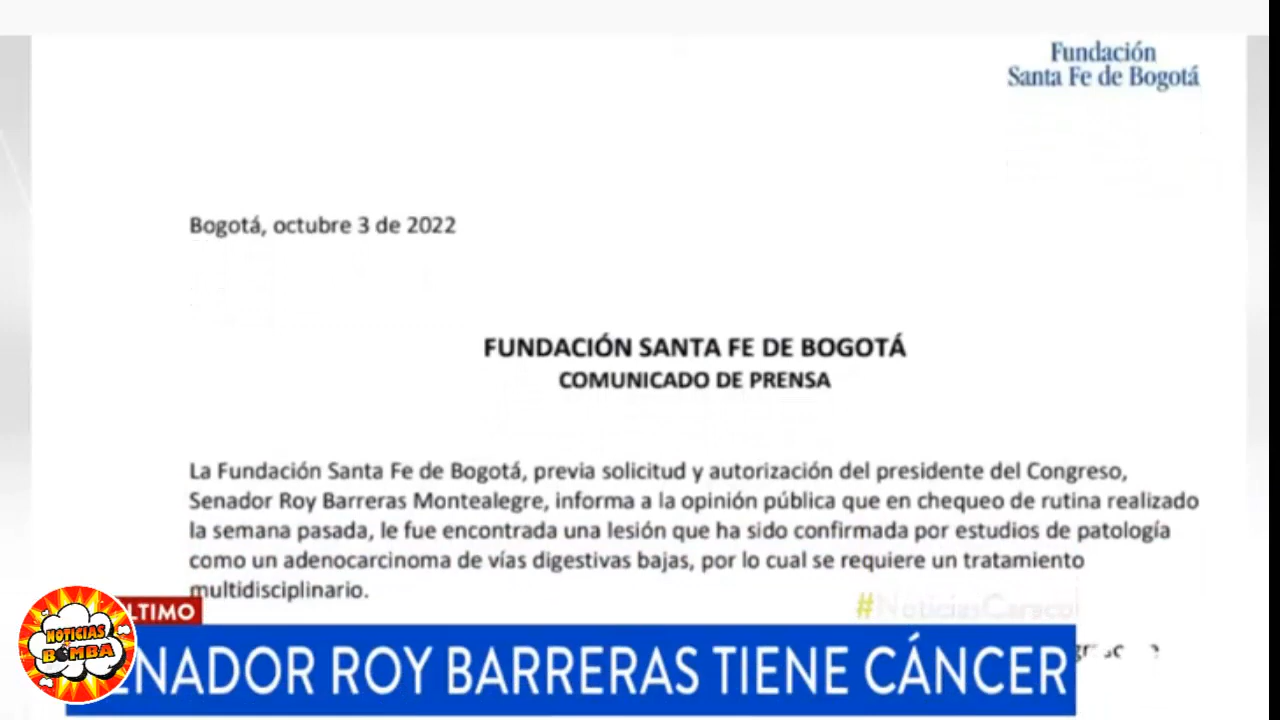 Fundación
Santa Fe de Bogotá
Bogotá, octubre 3 de 2022
FUNDACIÓN SANTA FE DE BOGOTÁ
COMUNICADO DE PRENSA
La Fundación Santa Fe de Bogotá, previa solicitud y autorización del presidente del Congreso,
Senador Roy Barreras Montealegre, informa a la opinión pública que en chequeo de rutina realizado
la semana pasada, le fue encontrada una lesión que ha sido confirmada por estudios de patología
como un adenocarcinoma de vías digestivas bajas, por lo cual se requiere un tratamiento
multidisciplinario.
#NoticiasCaracol
LTIMO
NOTICIAS
BOMBA
ENADOR ROY BARRERAS TIENE CÁNCER